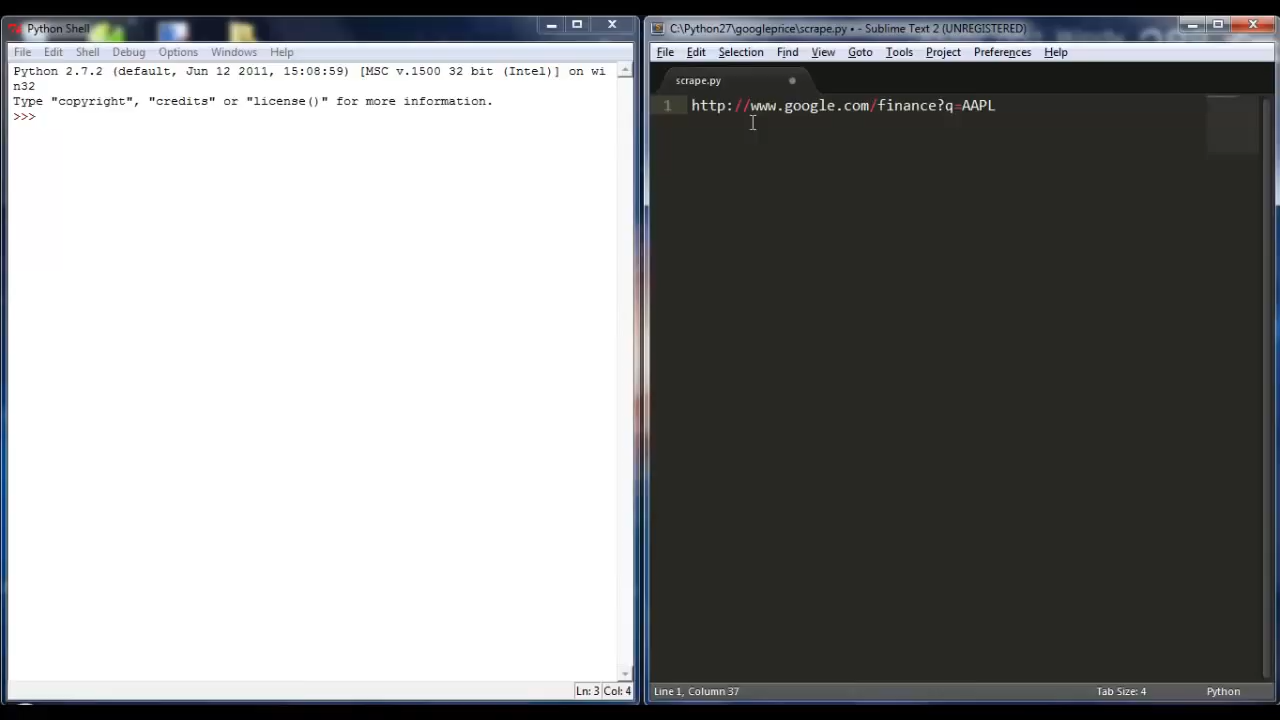 Python Shell
File Edit Shell Debug Options Windows Help
Python 2.7.2 (default, Jun 12 2011, 15:08:59) [MSC v.1500 32 bit (Intel)] on wi
n32
Type "copyright", "credits" or "license()" for more information.
>>>
Ln: 3 Col: 4
C:\Python27\googleprice\scrape.py • - Sublime Text 2 (UNREGISTERED)
File Edit Selection Find View Goto Tools Project Preferences Help
scrape.py
1 http://www.google.com/finance?q=AAPL
Line 1, Column 37 Tab Size: 4 Python